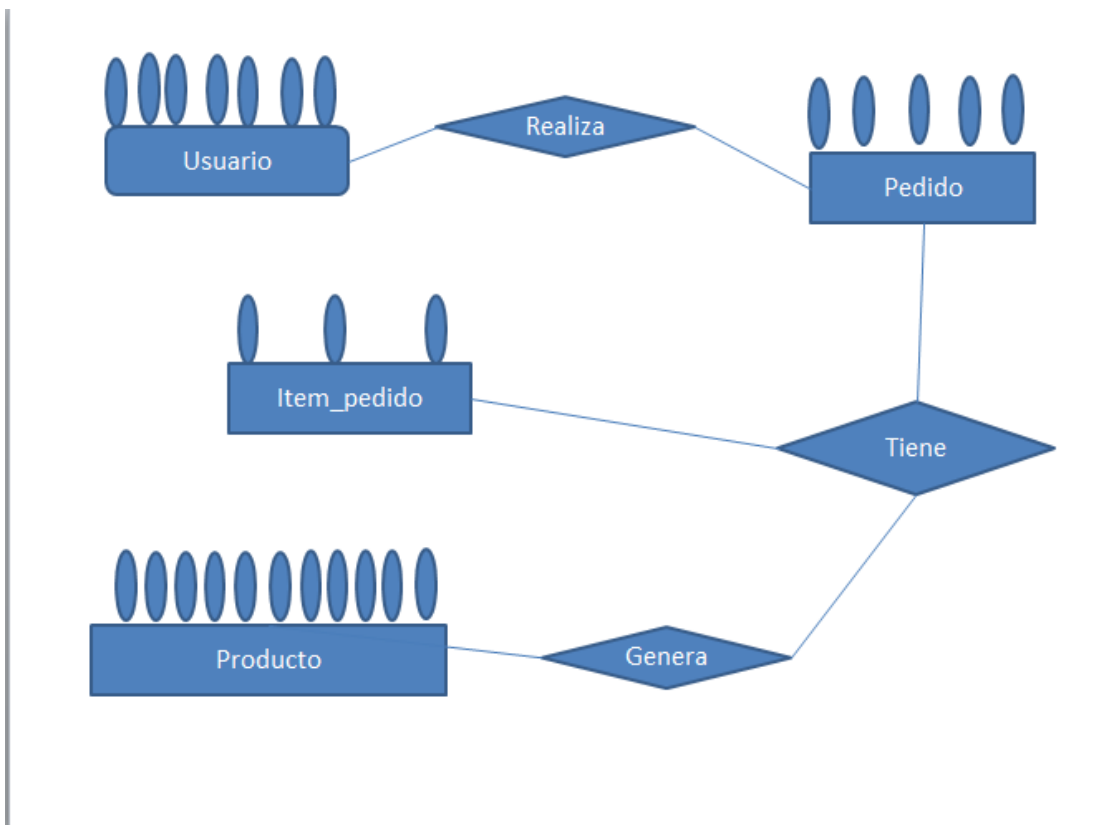 Usuario
Realiza
Pedido
Item_pedido
Tiene
Producto
Genera